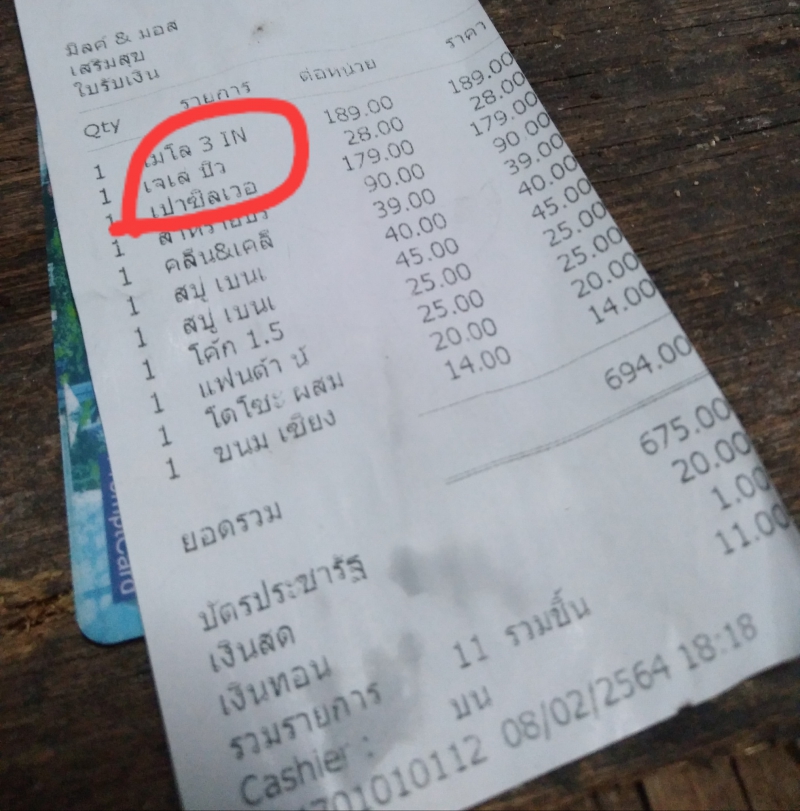 มิลค์ & มอส
เสริมสุข
ใบรับเงิน
Qty รายการ ต่อหน่วย ราคา
1 เมโล 3 IN 189.00 189.00
1 เจเล บิว 28.00 28.00
1 เปาซิลเวอ 179.00 179.00
1 90.00 90.00
1 คลีน&เคลี 39.00 39.00
1 สบู่ เบนเ 40.00 40.00
1 สบู่ เบนเ 45.00 45.00
1 โค้ก 1.5 25.00 25.00
1 แฟนต้า น้ 25.00 25.00
1 โตโซะ ผสม 20.00 20.00
1 ขนม เซียง 14.00 14.00
ยอดรวม 694.00
บัตรประชารัฐ 675.00
เงินสด 20.00
เงินทอน 1.00
รวมรายการ 11 รวมชิ้น 11.00
Cashier : บน
1701010112 08/02/2564 18:18